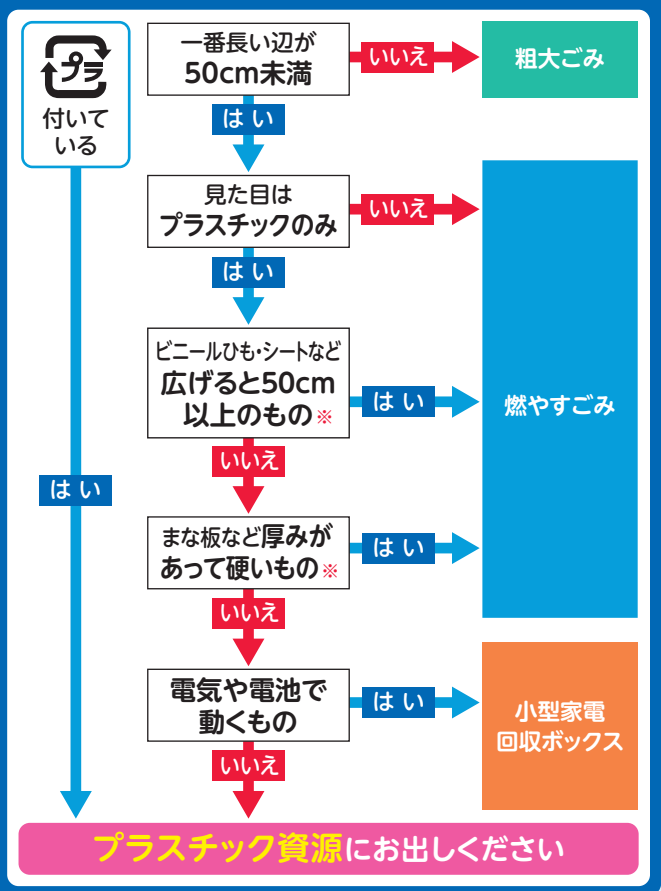 プラ
付いて
いる
はい
一番長い辺が
50cm未満
いいえ
粗大ごみ
はい
見た目は
プラスチックのみ
いいえ
はい
ビニールひも・シートなど
広げると50cm
以上のもの※
はい
燃やすごみ
いいえ
まな板など厚みが
あって硬いもの※
はい
いいえ
電気や電池で
動くもの
はい
小型家電
回収ボックス
いいえ
プラスチック資源にお出しください